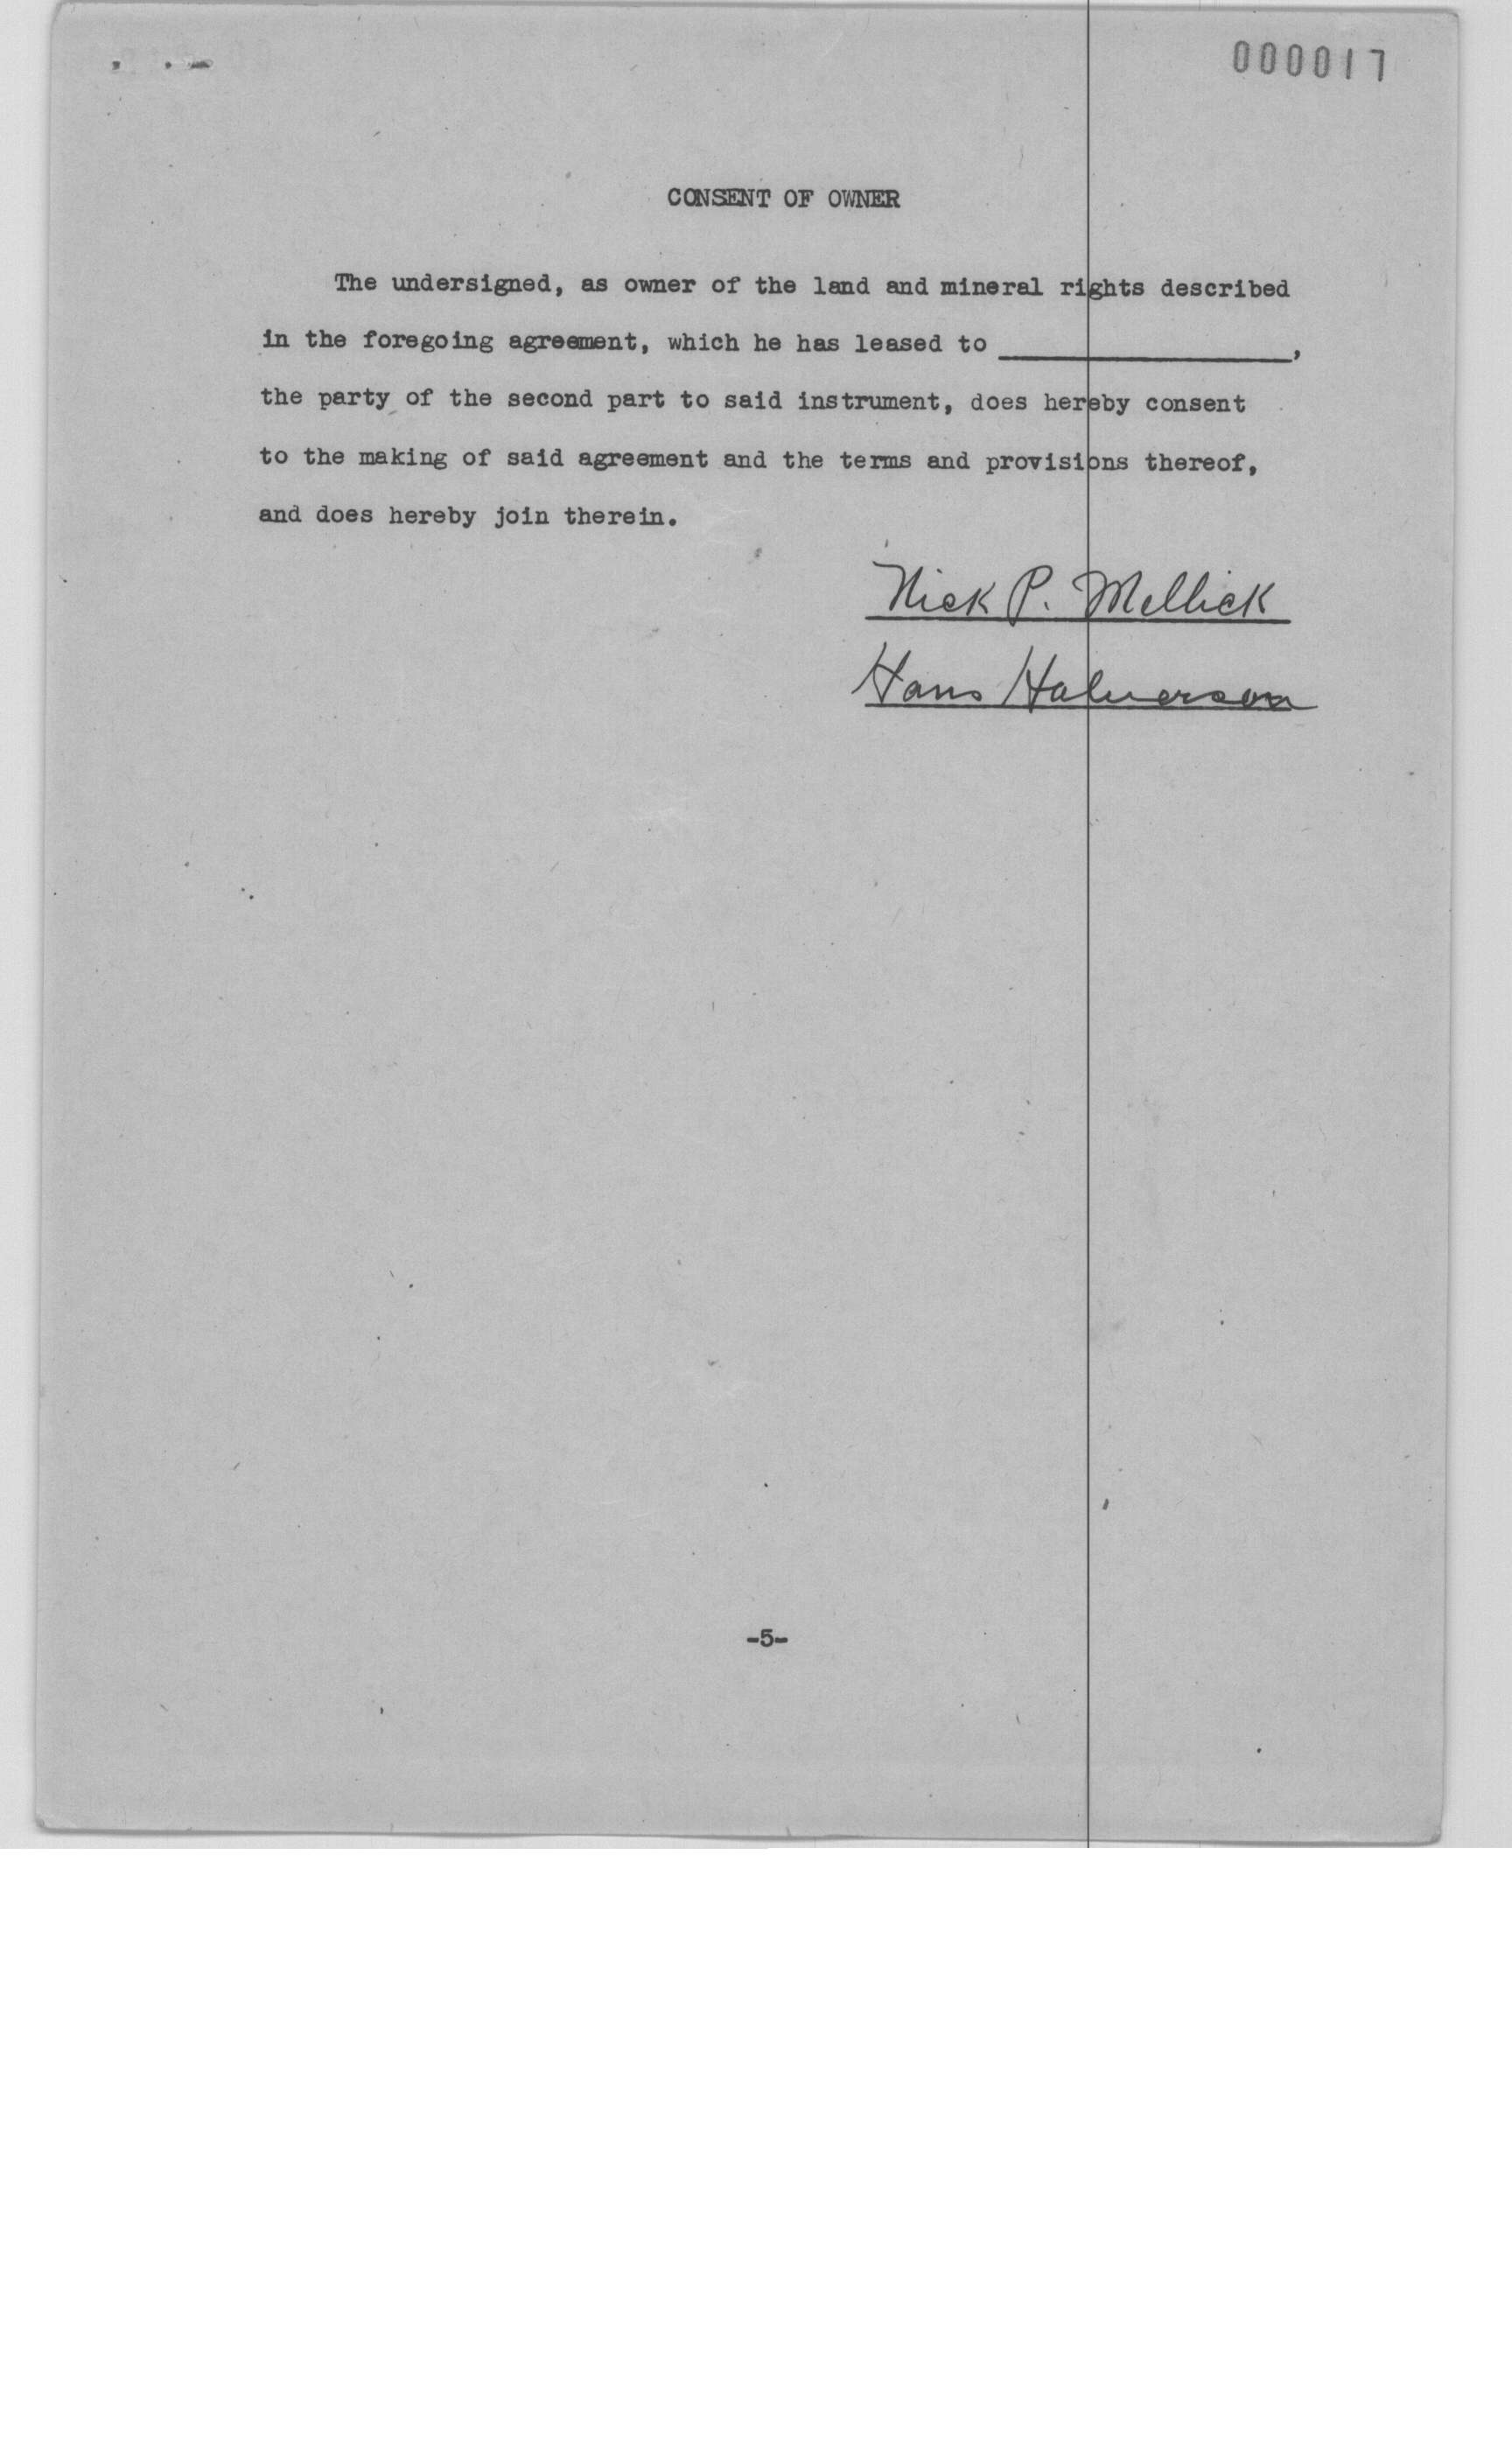 000017
CONSENT OF OWNER
The undersigned, as owner of the land and mineral rights described
in the foregoing agreement, which he has leased to ____________________,
the party of the second part to said instrument, does hereby consent
to the making of said agreement and the terms and provisions thereof,
and does hereby join therein.
Nick P. Mellick
Hans Halverson
-5-